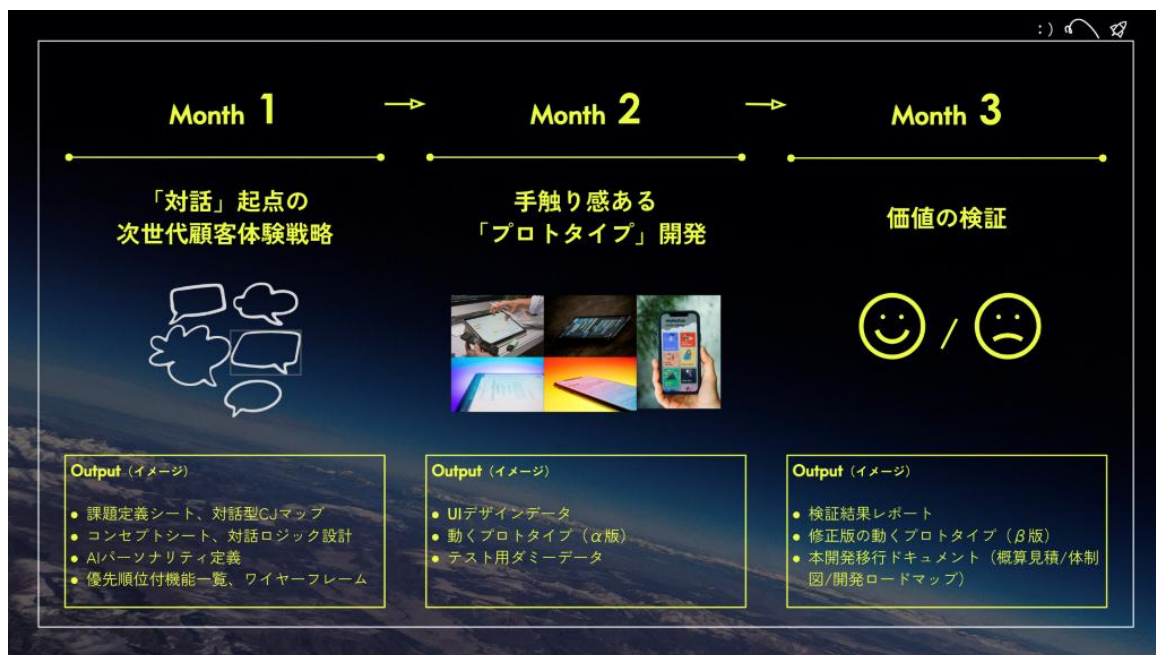 :)
Month 1
Month 2
Month 3
「対話」起点の
次世代顧客体験戦略
手触り感ある
「プロトタイプ」開発
価値の検証
/
Output（イメージ）
● 課題定義シート、対話型CJマップ
● コンセプトシート、対話ロジック設計
● AIパーソナリティ定義
● 優先順位付機能一覧、ワイヤーフレーム
Output（イメージ）
● UIデザインデータ
● 動くプロトタイプ（α版）
● テスト用ダミーデータ
Output（イメージ）
● 検証結果レポート
● 修正版の動くプロトタイプ（β版）
● 本開発移行ドキュメント（概算見積/体制
図/開発ロードマップ）